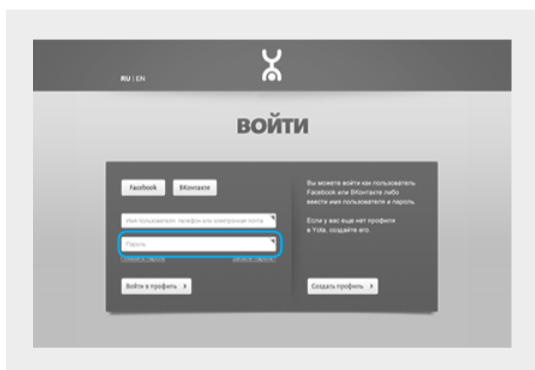 RU | EN
ВОЙТИ
Facebook
ВКонтакте
Имя пользователя: телефон или электронная почта
Пароль
Войти в профиль
Вы можете войти как пользователь
Facebook или ВКонтакте либо
ввести имя пользователя и пароль.
Если у вас еще нет профиля
в Yota, создайте его.
Создать профиль